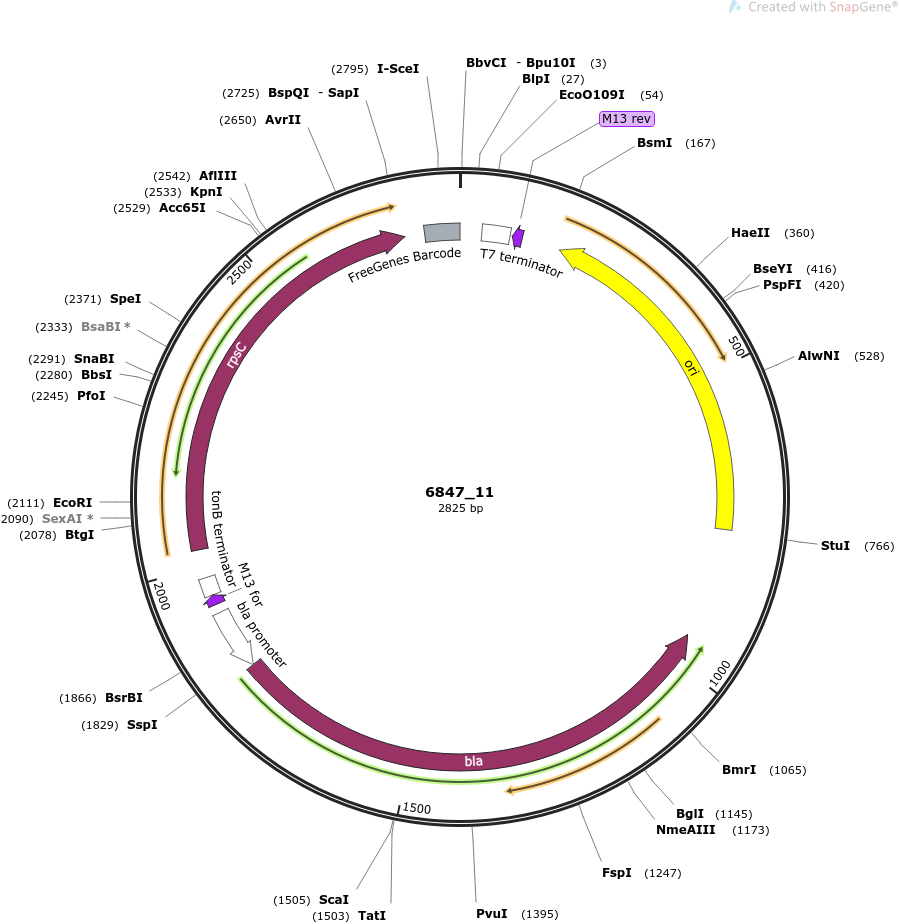 Created with SnapGene®
(2795) I-SceI
BbvCI - Bpu10I (3)
BlpI (27)
EcoO109I (54)
M13 rev
BsmI (167)
HaeII (360)
BseYI (416)
PspFI (420)
500
AlwNI (528)
StuI (766)
1000
BmrI (1065)
BglI (1145)
NmeAIII (1173)
FspI (1247)
PvuI (1395)
1500
(1503) TatI
(1505) ScaI
(1829) SspI
(1866) BsrBI
2000
(2078) BtgI
(2090) SexAI *
(2111) EcoRI
(2245) PfoI
(2280) BbsI
(2291) SnaBI
(2333) BsaBI *
(2371) SpeI
2500
(2529) Acc65I
(2533) KpnI
(2542) AflIII
(2650) AvrII
(2725) BspQI - SapI
FreeGenes Barcode
T7 terminator
ori
rpsC
tonB terminator
M13 for
bla promoter
bla
6847_11
2825 bp